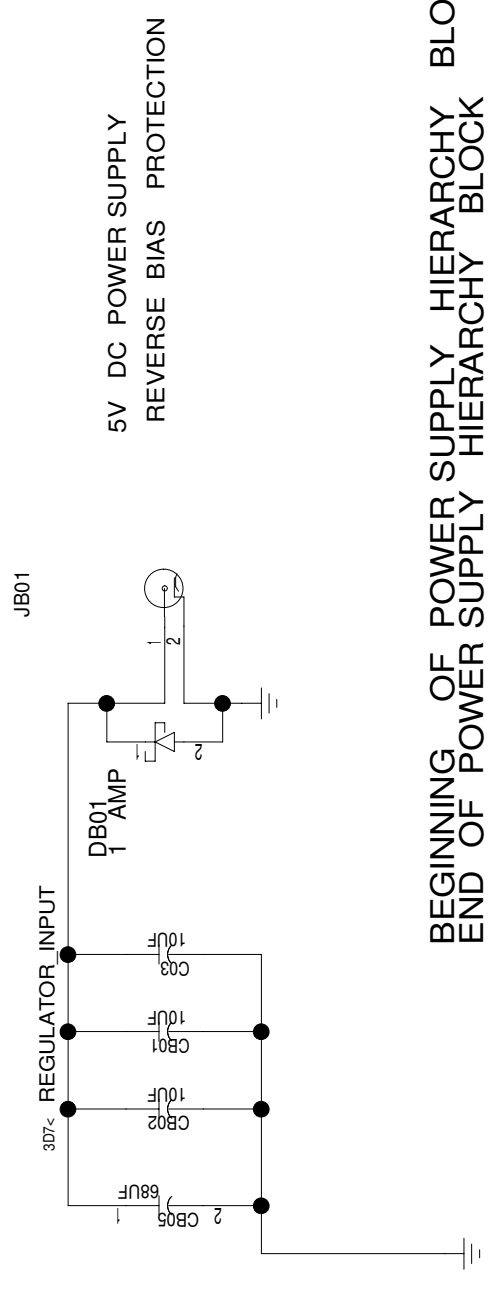 JB01
5V DC POWER SUPPLY
REVERSE BIAS PROTECTION
3D7< REGULATOR_INPUT
DB01
1 AMP
1
2
1
2
C03
10UF
CB01
10UF
CB02
10UF
CB05
68UF
1
2
BEGINNING OF POWER SUPPLY HIERARCHY BLO
END OF POWER SUPPLY HIERARCHY BLOCK